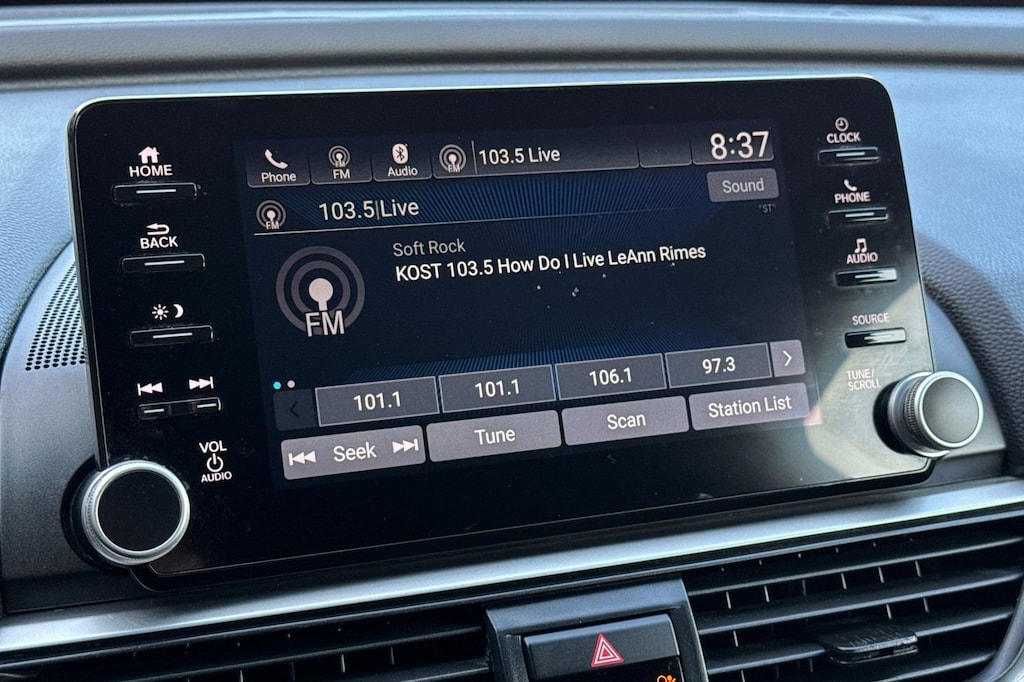 HOME
BACK
VOL
AUDIO
Phone
FM
Audio
FM
103.5 Live
8:37
FM
103.5 Live
Sound
"ST"
FM
Soft Rock
KOST 103.5 How Do I Live LeAnn Rimes
101.1
101.1
106.1
97.3
Seek
Tune
Scan
Station List
CLOCK
PHONE
AUDIO
SOURCE
TUNE/
SCROLL